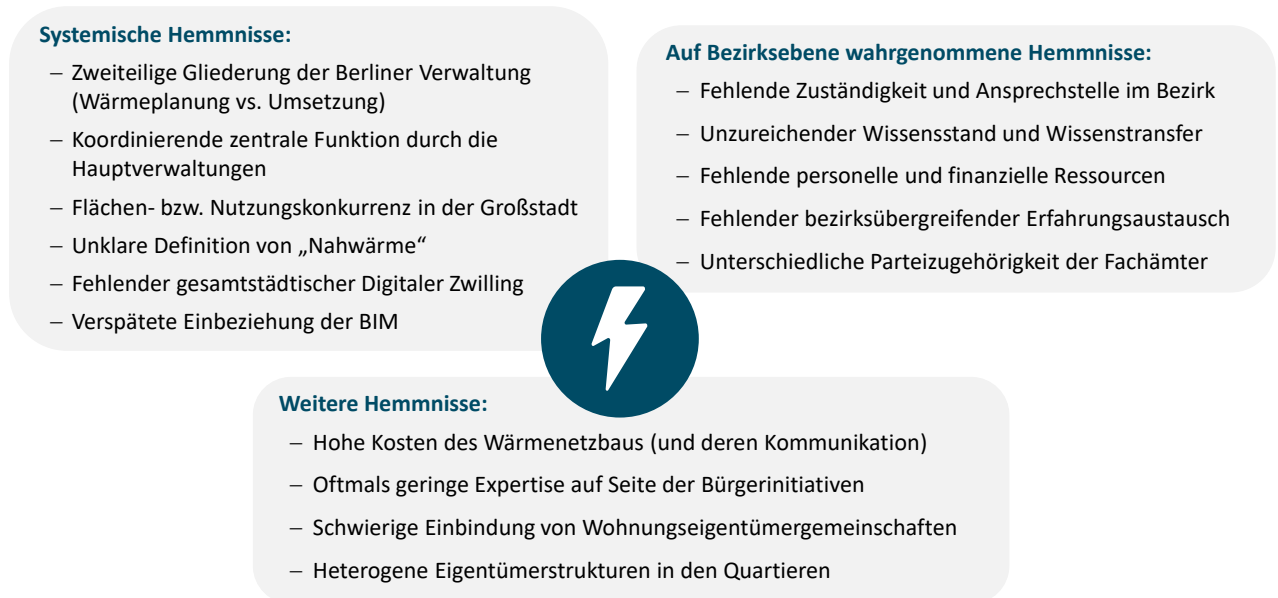 Systemische Hemmnisse:
– Zweiteilige Gliederung der Berliner Verwaltung
(Wärmeplanung vs. Umsetzung)
– Koordinierende zentrale Funktion durch die
Hauptverwaltungen
– Flächen- bzw. Nutzungskonkurrenz in der Großstadt
– Unklare Definition von „Nahwärme“
– Fehlender gesamtstädtischer Digitaler Zwilling
– Verspätete Einbeziehung der BIM
Auf Bezirksebene wahrgenommene Hemmnisse:
– Fehlende Zuständigkeit und Ansprechstelle im Bezirk
– Unzureichender Wissensstand und Wissenstransfer
– Fehlende personelle und finanzielle Ressourcen
– Fehlender bezirksübergreifender Erfahrungsaustausch
– Unterschiedliche Parteizugehörigkeit der Fachämter
Weitere Hemmnisse:
– Hohe Kosten des Wärmenetzbaus (und deren Kommunikation)
– Oftmals geringe Expertise auf Seite der Bürgerinitiativen
– Schwierige Einbindung von Wohnungseigentümergemeinschaften
– Heterogene Eigentümerstrukturen in den Quartieren